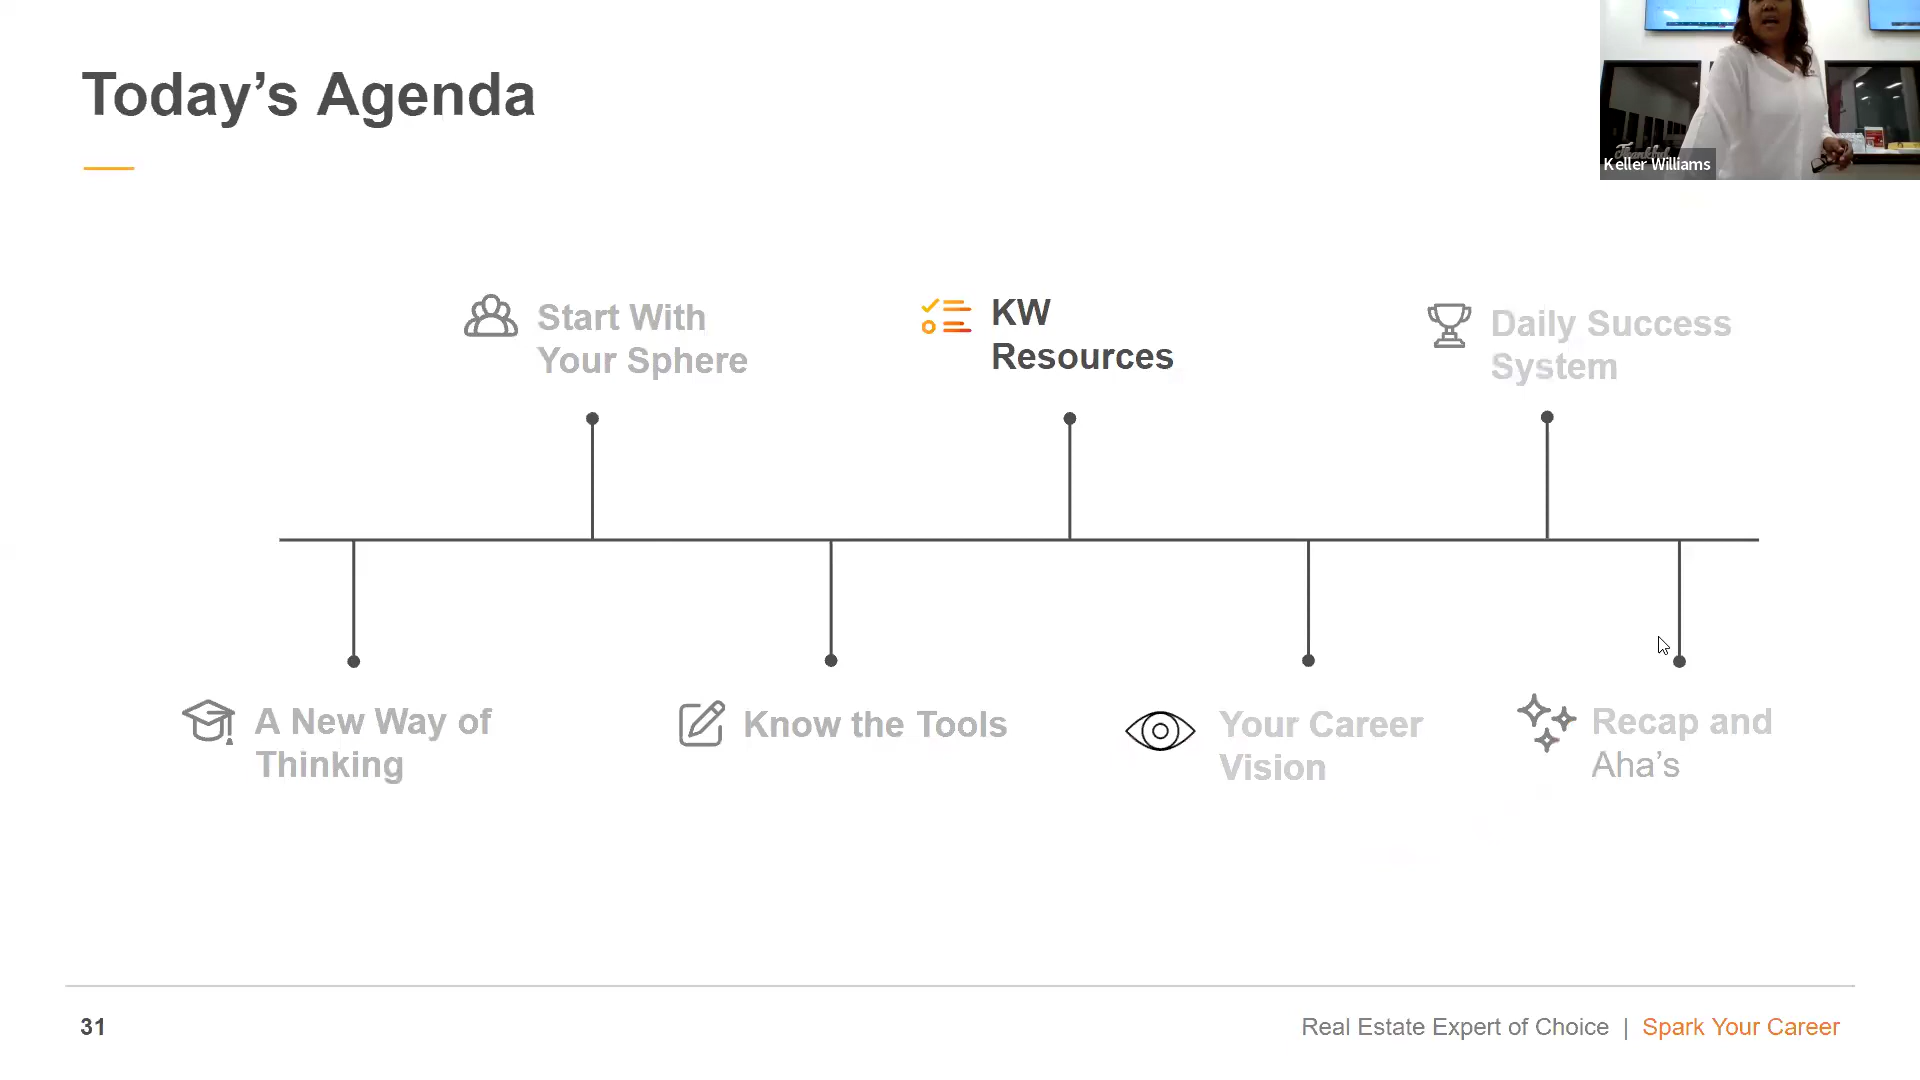 Today’s Agenda
Thankful
Keller Williams
Start With
Your Sphere
KW
Resources
Daily Success
System
A New Way of
Thinking
Know the Tools
Your Career
Vision
Recap and
Aha’s
31
Real Estate Expert of Choice | Spark Your Career